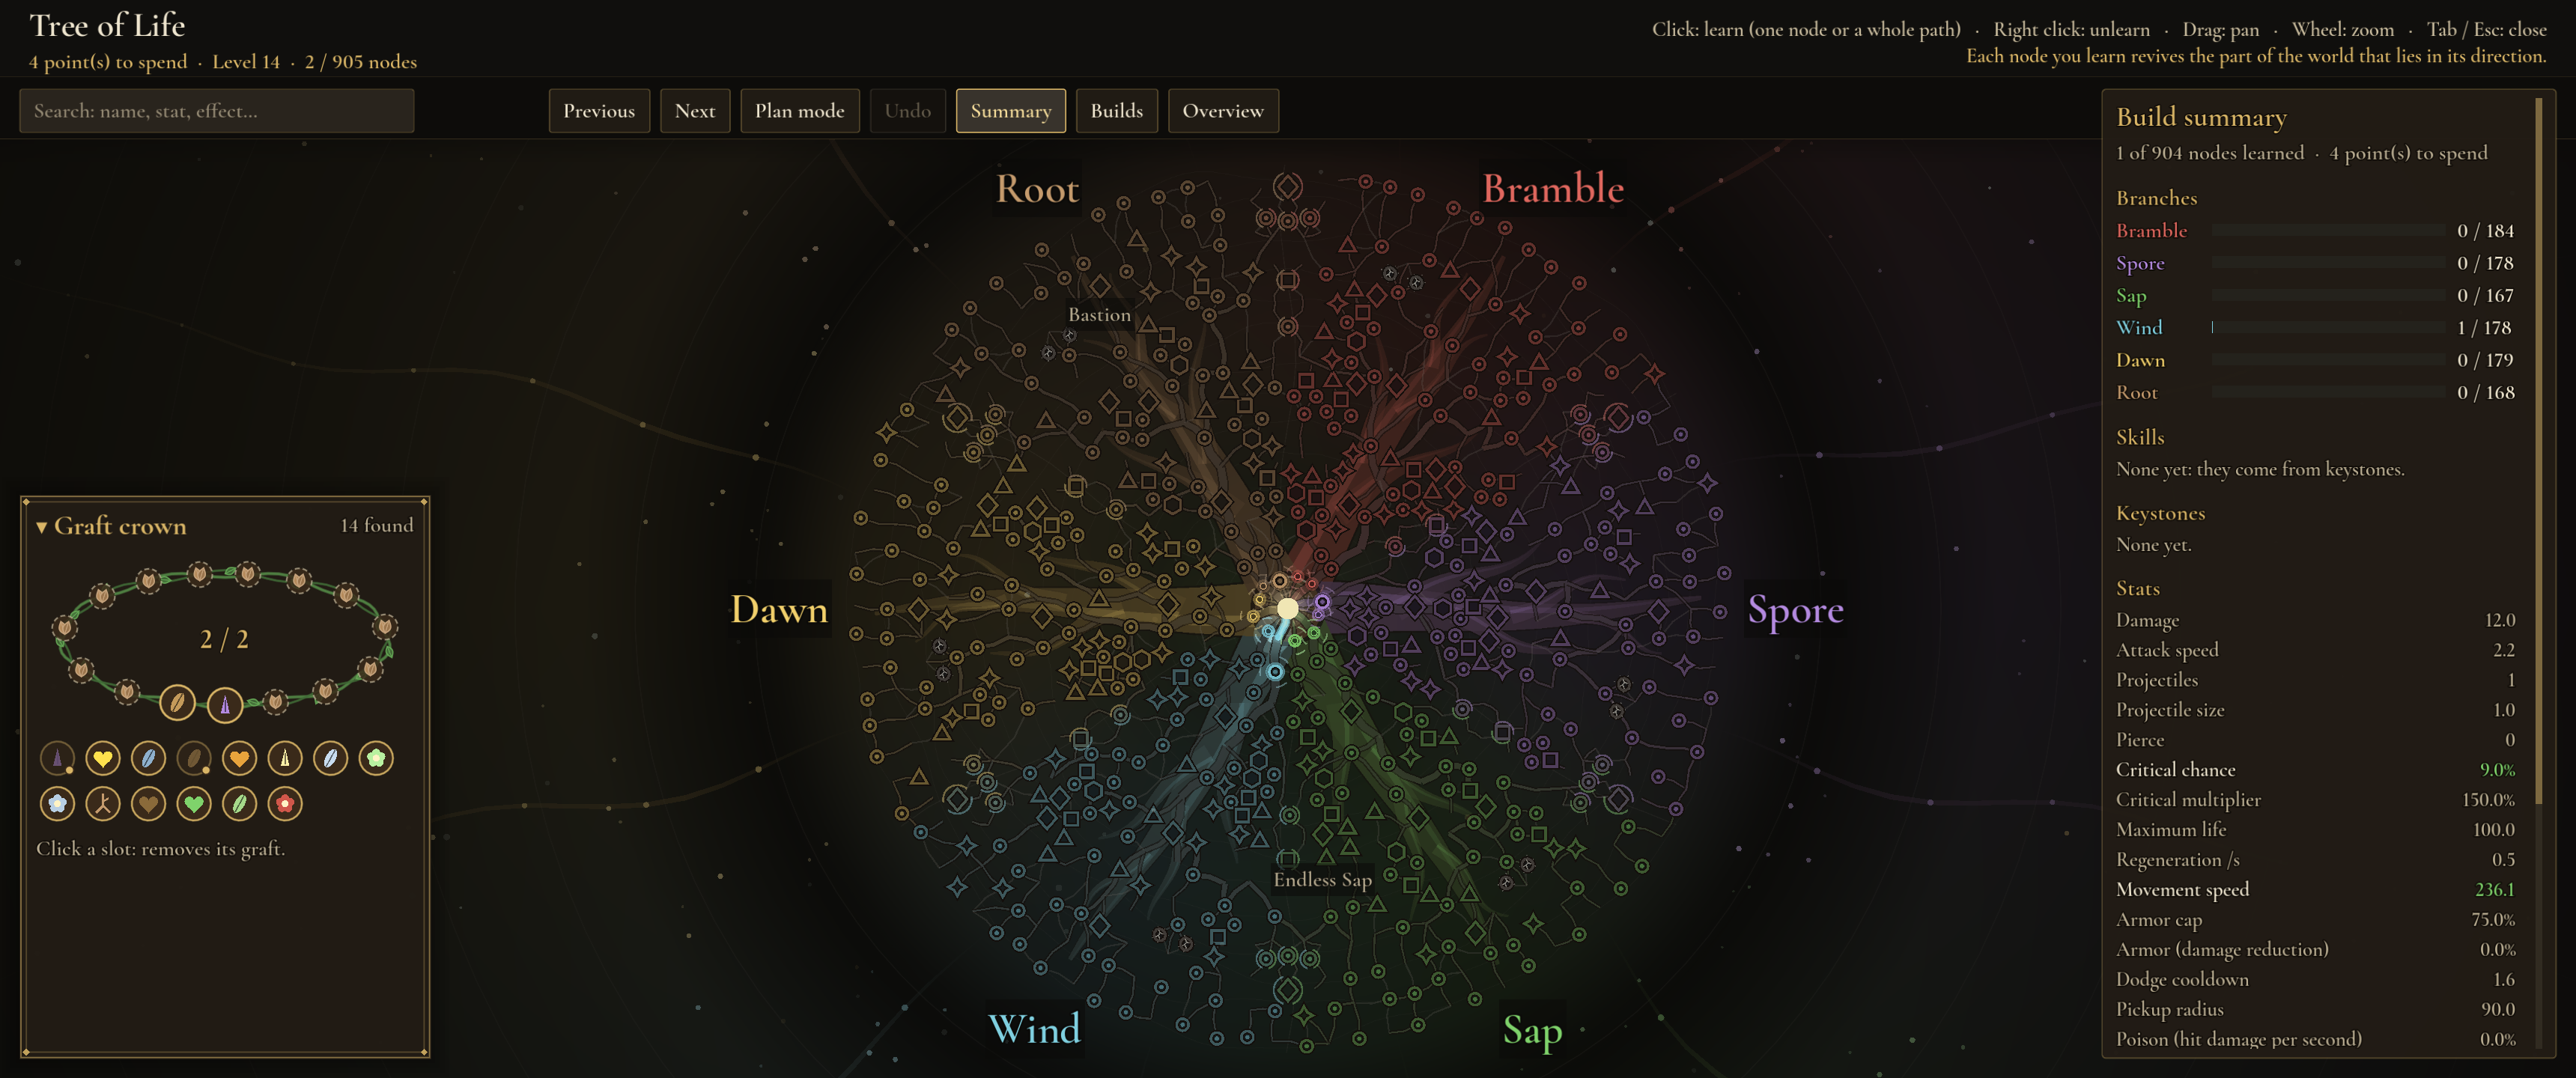 Tree of Life
4 point(s) to spend · Level 14 · 2 / 905 nodes
Click: learn (one node or a whole path) · Right click: unlearn · Drag: pan · Wheel: zoom · Tab / Esc: close
Each node you learn revives the part of the world that lies in its direction.
Search: name, stat, effect...
Previous
Next
Plan mode
Undo
Summary
Builds
Overview
Root
Bramble
Bastion
Dawn
Spore
Endless Sap
Wind
Sap
▾ Graft crown
14 found
2 / 2
Click a slot: removes its graft.
Build summary
1 of 904 nodes learned · 4 point(s) to spend
Branches
Bramble 0 / 184
Spore 0 / 178
Sap 0 / 167
Wind 1 / 178
Dawn 0 / 179
Root 0 / 168
Skills
None yet: they come from keystones.
Keystones
None yet.
Stats
Damage 12.0
Attack speed 2.2
Projectiles 1
Projectile size 1.0
Pierce 0
Critical chance 9.0%
Critical multiplier 150.0%
Maximum life 100.0
Regeneration /s 0.5
Movement speed 236.1
Armor cap 75.0%
Armor (damage reduction) 0.0%
Dodge cooldown 1.6
Pickup radius 90.0
Poison (hit damage per second) 0.0%